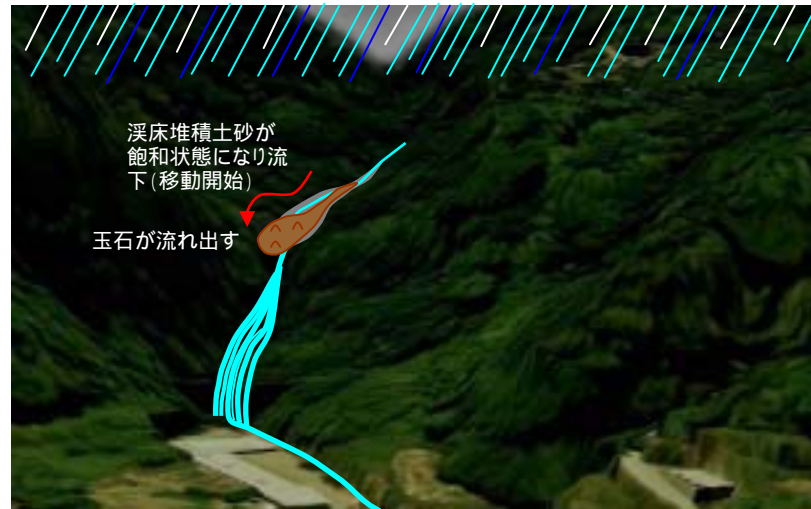 渓床堆積土砂が
飽和状態になり流
下(移動開始)
玉石が流れ出す